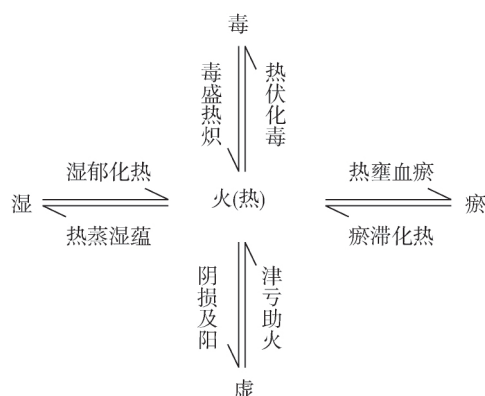 毒
毒盛热炽
热伏化毒
湿郁化热
湿
热蒸湿蕴
火(热)
热壅血瘀
瘀
瘀滞化热
阴损及阳
津亏助火
虚